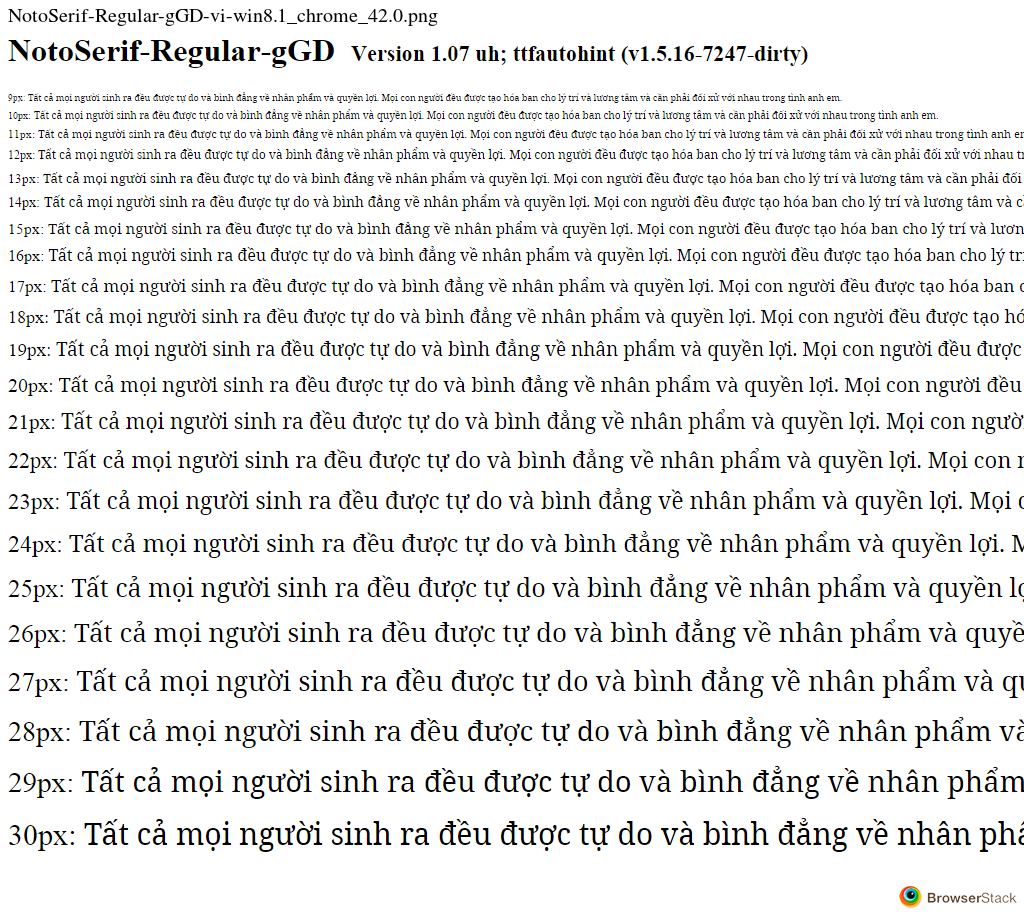 NotoSerif-Regular-gGD-vi-win8.1_chrome_42.0.png
NotoSerif-Regular-gGD Version 1.07 uh; ttfautohint (v1.5.16-7247-dirty)
9px: Tất cả mọi người sinh ra đều được tự do và bình đẳng về nhân phẩm và quyền lợi. Mọi con người đều được tạo hóa ban cho lý trí và lương tâm và cần phải đối xử với nhau trong tình anh em.
10px: Tất cả mọi người sinh ra đều được tự do và bình đẳng về nhân phẩm và quyền lợi. Mọi con người đều được tạo hóa ban cho lý trí và lương tâm và cần phải đối xử với nhau trong tình anh em.
11px: Tất cả mọi người sinh ra đều được tự do và bình đẳng về nhân phẩm và quyền lợi. Mọi con người đều được tạo hóa ban cho lý trí và lương tâm và cần phải đối xử với nhau trong tình anh em
12px: Tất cả mọi người sinh ra đều được tự do và bình đẳng về nhân phẩm và quyền lợi. Mọi con người đều được tạo hóa ban cho lý trí và lương tâm và cần phải đối xử với nhau
13px: Tất cả mọi người sinh ra đều được tự do và bình đẳng về nhân phẩm và quyền lợi. Mọi con người đều được tạo hóa ban cho lý trí và lương tâm và cần phải đối
14px: Tất cả mọi người sinh ra đều được tự do và bình đẳng về nhân phẩm và quyền lợi. Mọi con người đều được tạo hóa ban cho lý trí và lương tâm và c
15px: Tất cả mọi người sinh ra đều được tự do và bình đẳng về nhân phẩm và quyền lợi. Mọi con người đều được tạo hóa ban cho lý trí và lươn
16px: Tất cả mọi người sinh ra đều được tự do và bình đẳng về nhân phẩm và quyền lợi. Mọi con người đều được tạo hóa ban cho lý tr
17px: Tất cả mọi người sinh ra đều được tự do và bình đẳng về nhân phẩm và quyền lợi. Mọi con người đều được tạo hóa ban c
18px: Tất cả mọi người sinh ra đều được tự do và bình đẳng về nhân phẩm và quyền lợi. Mọi con người đều được tạo hó
19px: Tất cả mọi người sinh ra đều được tự do và bình đẳng về nhân phẩm và quyền lợi. Mọi con người đều được
20px: Tất cả mọi người sinh ra đều được tự do và bình đẳng về nhân phẩm và quyền lợi. Mọi con người đều
21px: Tất cả mọi người sinh ra đều được tự do và bình đẳng về nhân phẩm và quyền lợi. Mọi con ngườ
22px: Tất cả mọi người sinh ra đều được tự do và bình đẳng về nhân phẩm và quyền lợi. Mọi con
23px: Tất cả mọi người sinh ra đều được tự do và bình đẳng về nhân phẩm và quyền lợi. Mọi c
24px: Tất cả mọi người sinh ra đều được tự do và bình đẳng về nhân phẩm và quyền lợi. M
25px: Tất cả mọi người sinh ra đều được tự do và bình đẳng về nhân phẩm và quyền lợ
26px: Tất cả mọi người sinh ra đều được tự do và bình đẳng về nhân phẩm và quyề
27px: Tất cả mọi người sinh ra đều được tự do và bình đẳng về nhân phẩm và qu
28px: Tất cả mọi người sinh ra đều được tự do và bình đẳng về nhân phẩm và
29px: Tất cả mọi người sinh ra đều được tự do và bình đẳng về nhân phẩm
30px: Tất cả mọi người sinh ra đều được tự do và bình đẳng về nhân phẩ
BrowserStack